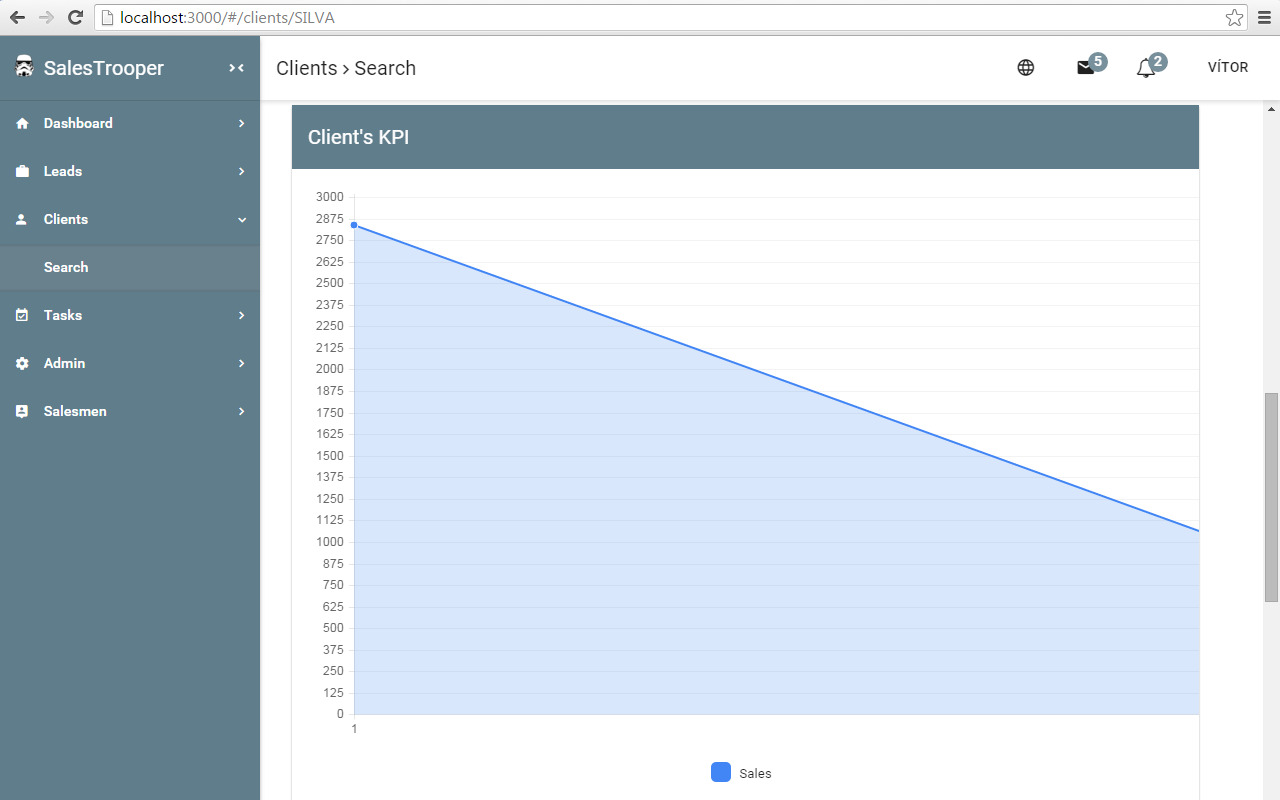 localhost:3000/#/clients/SILVA
SalesTrooper
Clients › Search
5
2
VÍTOR
Dashboard
Leads
Clients
Search
Tasks
Admin
Salesmen
Client's KPI
3000
2875
2750
2625
2500
2375
2250
2125
2000
1875
1750
1625
1500
1375
1250
1125
1000
875
750
625
500
375
250
125
0
1
Sales